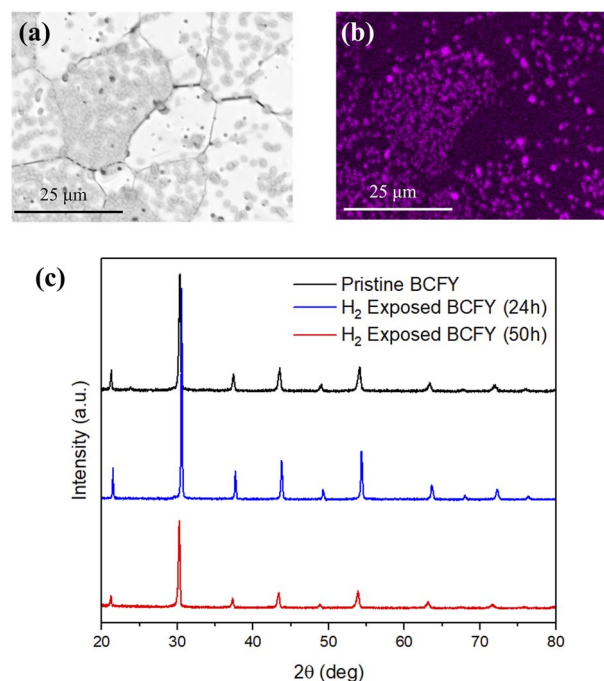 (a)
(b)
25 μm
25 μm
(c)
Pristine BCFY
H₂ Exposed BCFY (24h)
H₂ Exposed BCFY (50h)
Intensity (a.u.)
20 30 40 50 60 70 80
2θ (deg)